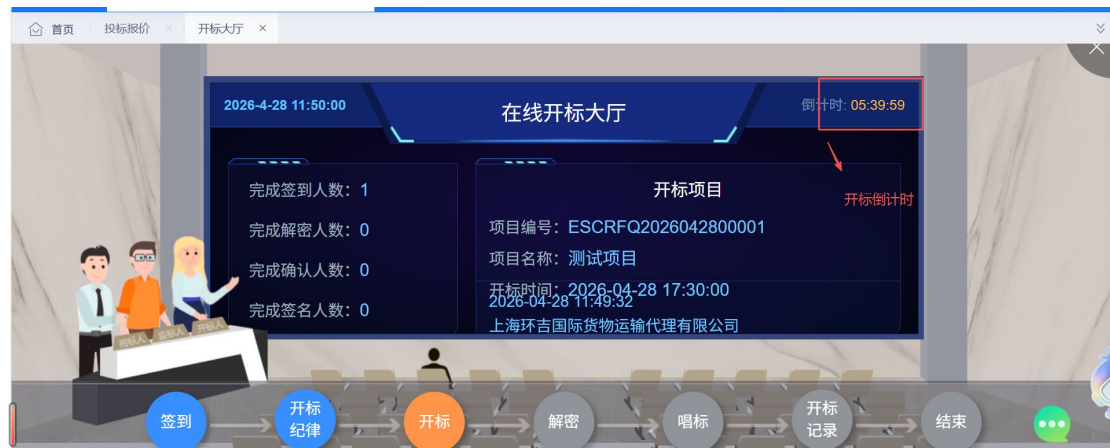 首页 投标报价 × 开标大厅 ×
2026-4-28 11:50:00
在线开标大厅
倒计时: 05:39:59
完成签到人数：1
完成解密人数：0
完成确认人数：0
完成签名人数：0
开标项目
开标倒计时
项目编号：ESCRFQ2026042800001
项目名称：测试项目
开标时间：2026-04-28 17:30:00
2026-04-28 11:49:32
上海环吉国际货物运输代理有限公司
招标人 监标人 开标人
签到
开标纪律
开标
解密
唱标
开标记录
结束